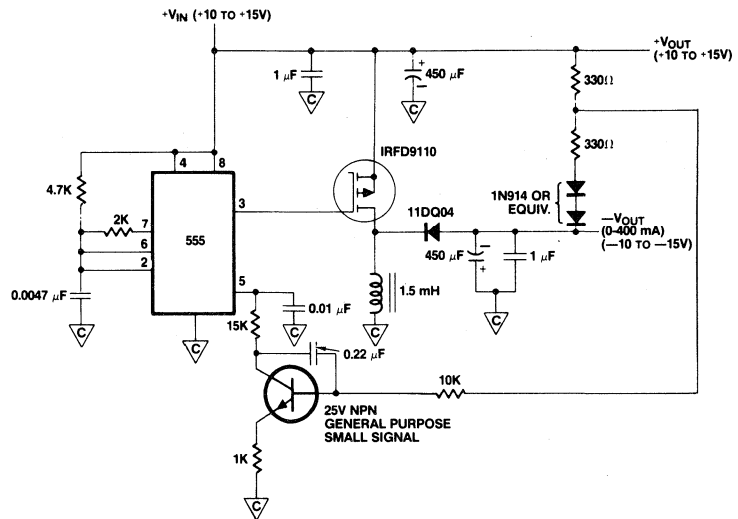 +VIN (+10 TO +15V)
+VOUT
(+10 TO +15V)
1 µF
+
450 µF
−
C
C
330Ω
330Ω
IRFD9110
4
8
4.7K
2K
7
6
2
555
3
5
1N914 OR
EQUIV.
11DQ04
—VOUT
(0-400 mA)
(—10 TO —15V)
450 µF
−
+
1 µF
1.5 mH
C
C
0.0047 µF
C
C
0.01 µF
C
15K
0.22 µF
10K
25V NPN
GENERAL PURPOSE
SMALL SIGNAL
1K
C